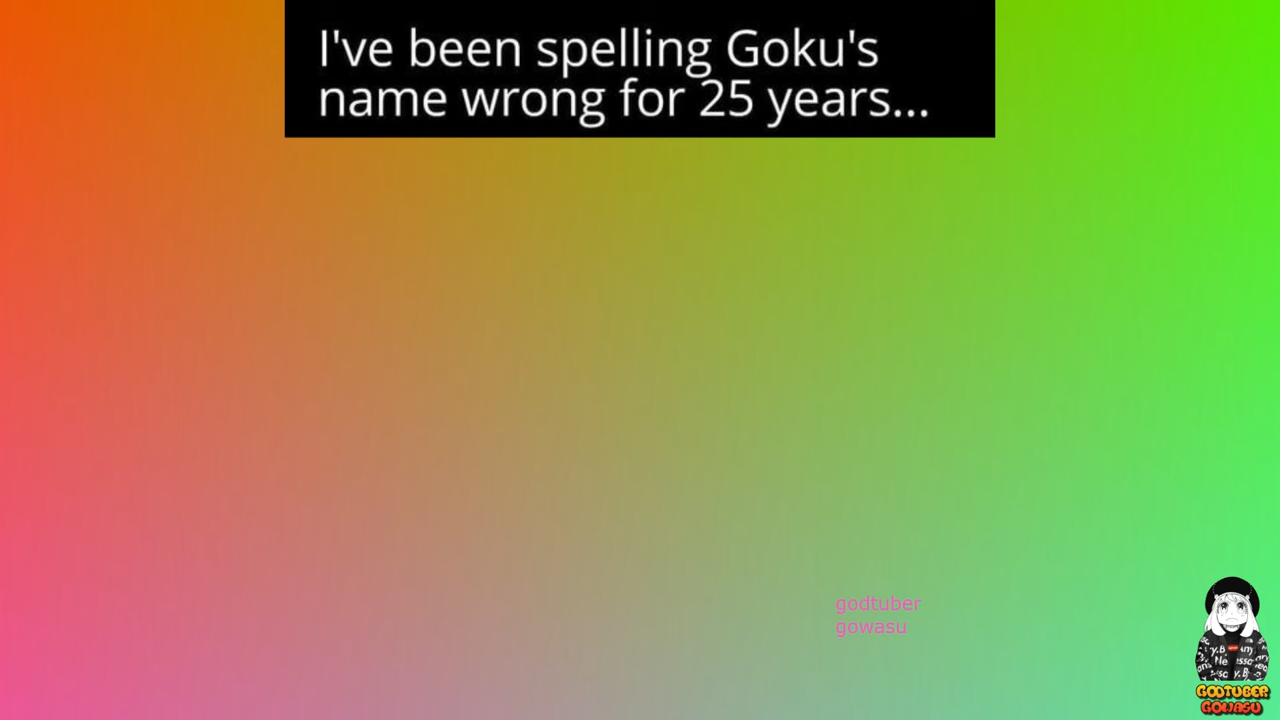 I've been spelling Goku's
name wrong for 25 years...
godtuber
gowasu
GODTUBER
GOWASU